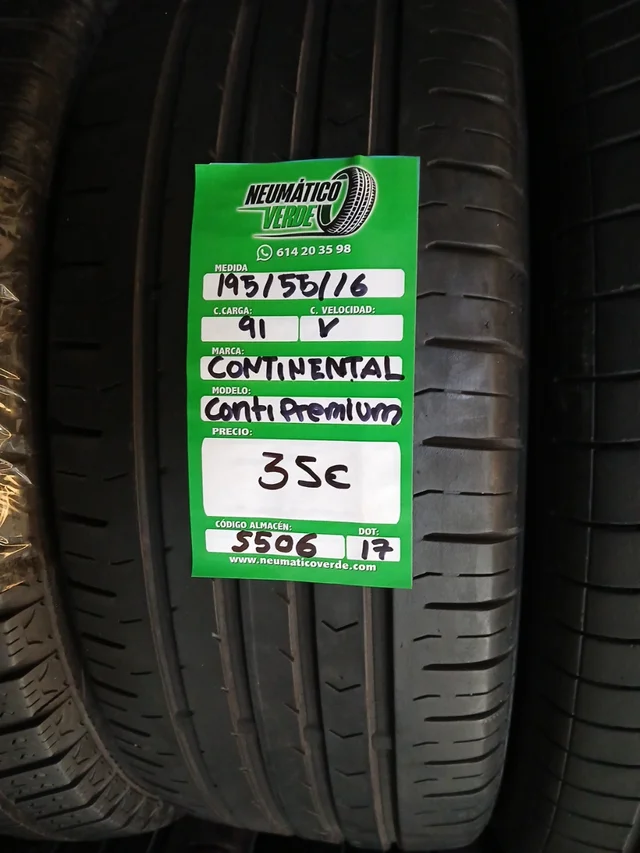 NEUMÁTICO
VERDE
614 20 35 98
MEDIDA
195/55/16
C.CARGA: C. VELOCIDAD:
91 V
MARCA:
CONTINENTAL
MODELO:
ContiPremium
PRECIO:
35€
CÓDIGO ALMACÉN: DOT:
5506 17
www.neumaticoverde.com